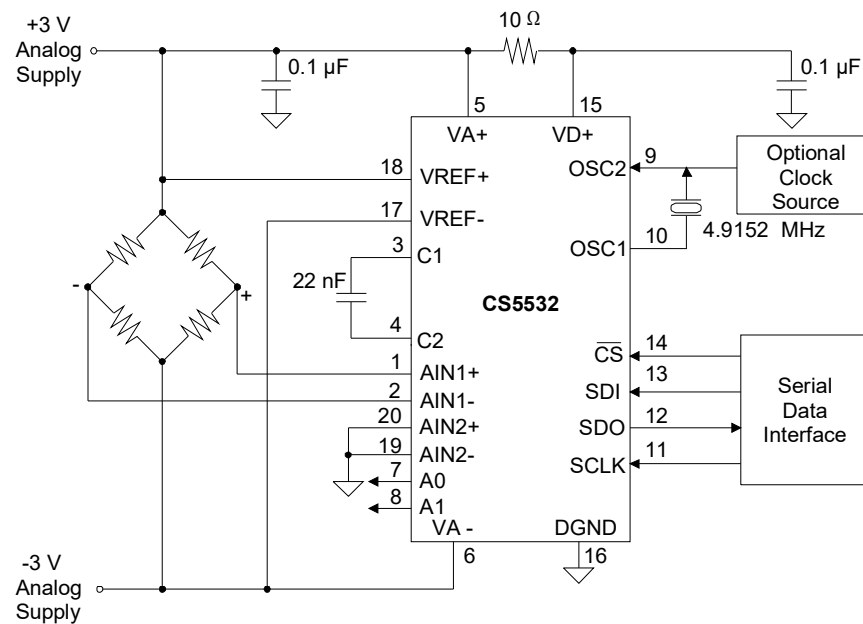 +3 V
Analog
Supply
10 Ω
0.1 µF
0.1 µF
5
15
VA+
VD+
18
VREF+
17
VREF-
3
C1
22 nF
4
C2
1
AIN1+
2
AIN1-
20
AIN2+
19
AIN2-
7
A0
8
A1
VA -
6
DGND
16
CS5532
OSC2
9
OSC1
10
4.9152 MHz
Optional
Clock
Source
CS
14
SDI
13
SDO
12
SCLK
11
Serial
Data
Interface
-
+
-3 V
Analog
Supply